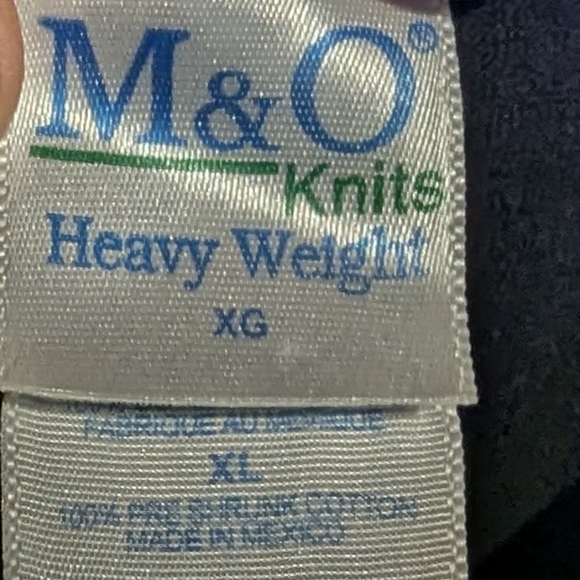 M&O®
Knits
Heavy Weight
XG
FABRIQUE AU MEXIQUE
XL
100% PRE SHRUNK COTTON
MADE IN MEXICO